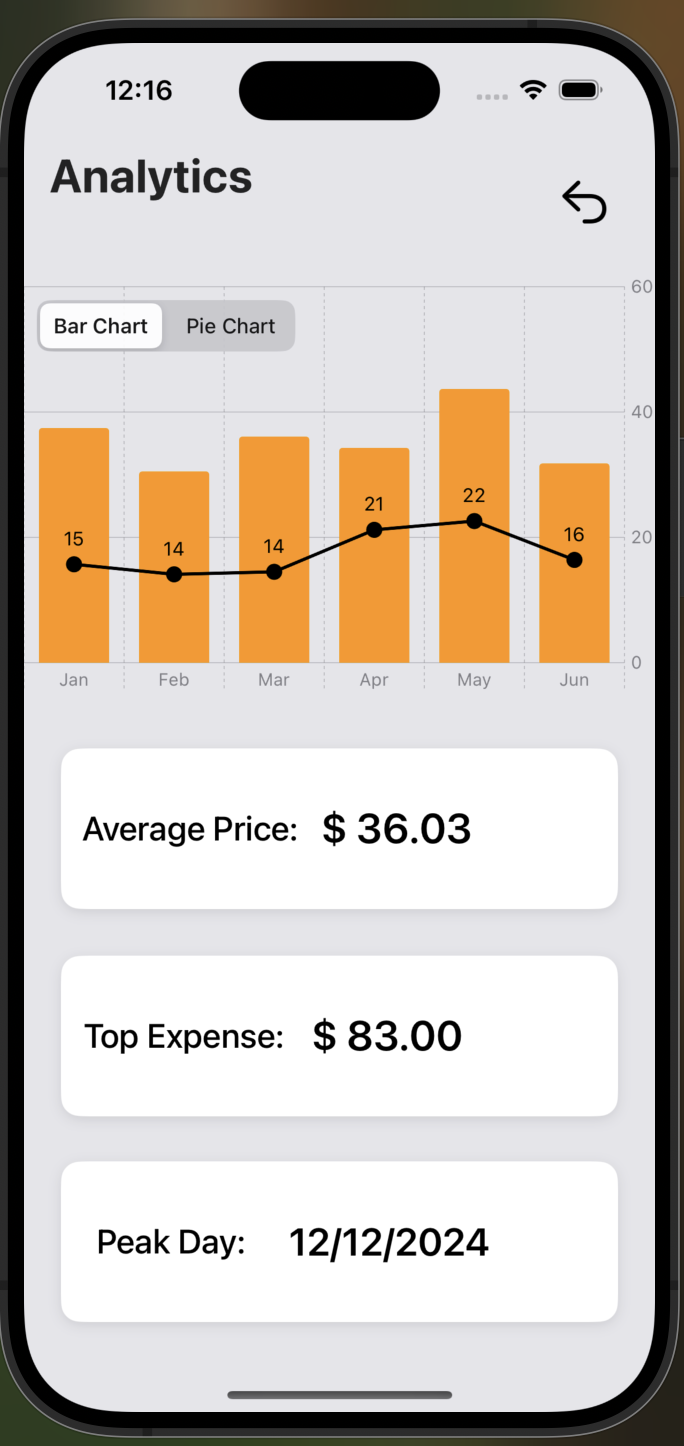 12:16
Analytics
60
Bar Chart Pie Chart
40
20
0
15
14
14
21
22
16
Jan Feb Mar Apr May Jun
Average Price: $ 36.03
Top Expense: $ 83.00
Peak Day: 12/12/2024